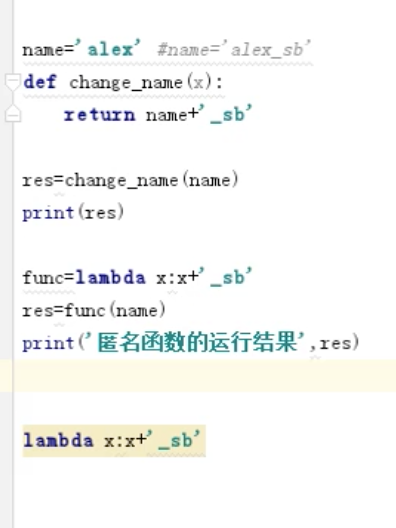 name='alex' #name='alex_sb'
def change_name(x):
    return name+'_sb'
res=change_name(name)
print(res)
func=lambda x:x+'_sb'
res=func(name)
print('匿名函数的运行结果',res)
lambda x:x+'_sb'